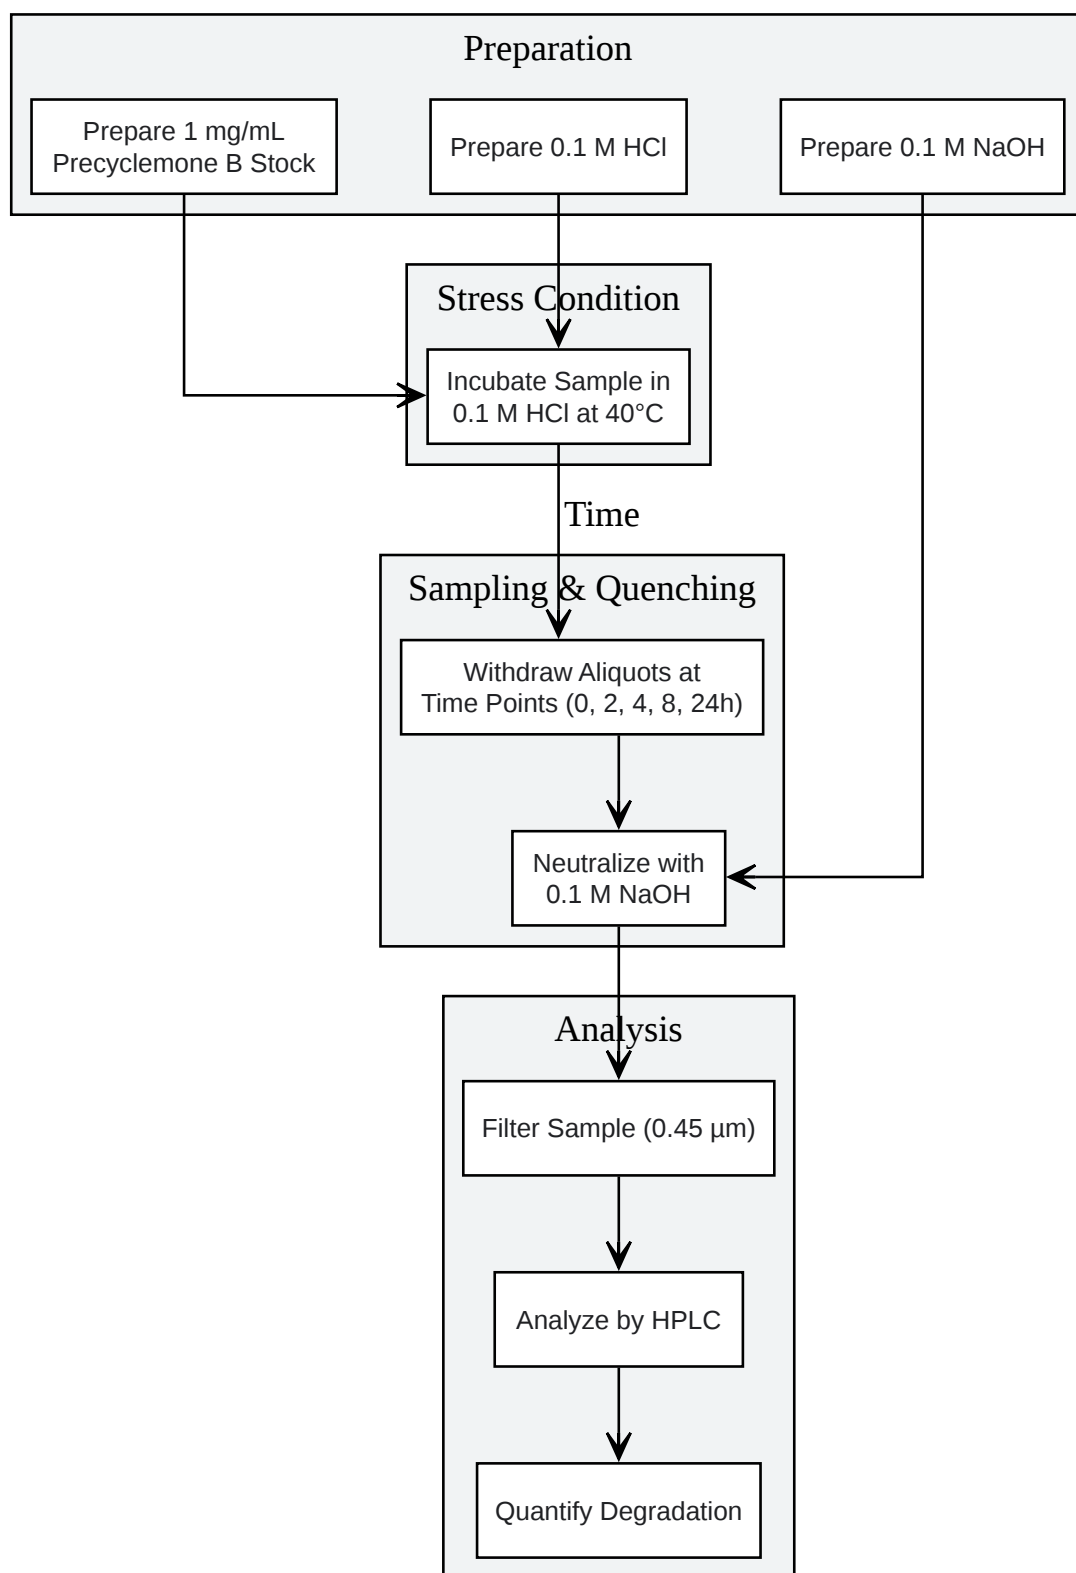 Preparation
Prepare 1 mg/mL
Precyclemone B Stock
Prepare 0.1 M HCl
Prepare 0.1 M NaOH
Stress Condition
Incubate Sample in
0.1 M HCl at 40°C
Time
Sampling & Quenching
Withdraw Aliquots at
Time Points (0, 2, 4, 8, 24h)
Neutralize with
0.1 M NaOH
Analysis
Filter Sample (0.45 µm)
Analyze by HPLC
Quantify Degradation